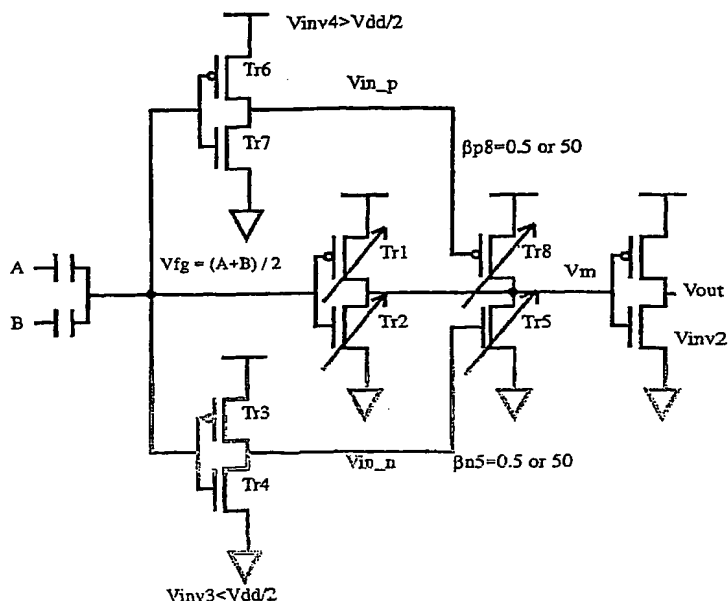 Vinv4>Vdd/2
Tr6
Vin_p
Tr7
βp8=0.5 or 50
A
Vfg = (A+B) / 2
Tr1
Tr8
Vm
B
Tr2
Tr5
Vout
Vinv2
Tr3
Vin_n
βn5=0.5 or 50
Tr4
Vinv3<Vdd/2